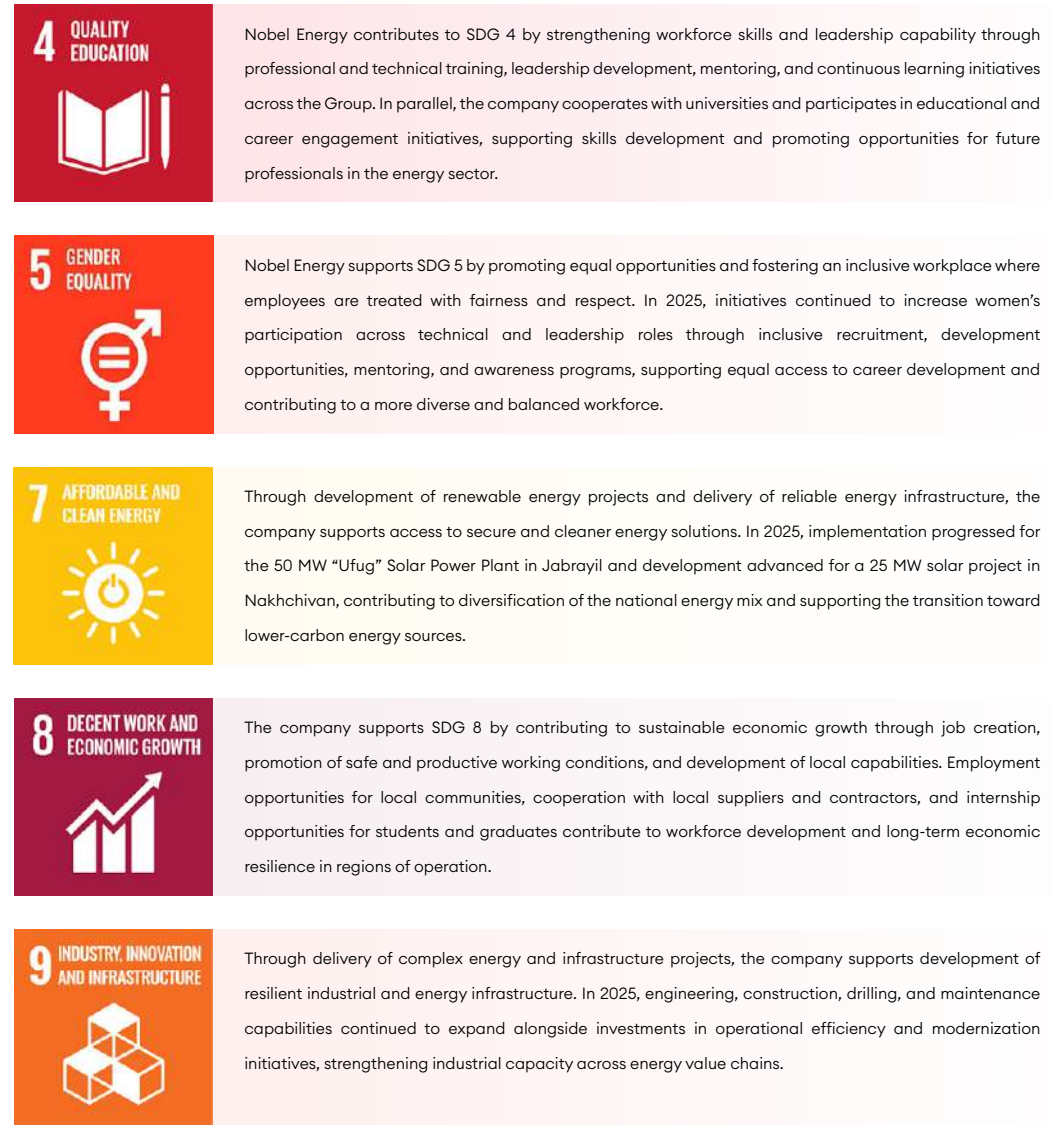 4 QUALITY
EDUCATION
Nobel Energy contributes to SDG 4 by strengthening workforce skills and leadership capability through
professional and technical training, leadership development, mentoring, and continuous learning initiatives
across the Group. In parallel, the company cooperates with universities and participates in educational and
career engagement initiatives, supporting skills development and promoting opportunities for future
professionals in the energy sector.
5 GENDER
EQUALITY
Nobel Energy supports SDG 5 by promoting equal opportunities and fostering an inclusive workplace where
employees are treated with fairness and respect. In 2025, initiatives continued to increase women’s
participation across technical and leadership roles through inclusive recruitment, development
opportunities, mentoring, and awareness programs, supporting equal access to career development and
contributing to a more diverse and balanced workforce.
7 AFFORDABLE AND
CLEAN ENERGY
Through development of renewable energy projects and delivery of reliable energy infrastructure, the
company supports access to secure and cleaner energy solutions. In 2025, implementation progressed for
the 50 MW “Ufug” Solar Power Plant in Jabrayil and development advanced for a 25 MW solar project in
Nakhchivan, contributing to diversification of the national energy mix and supporting the transition toward
lower-carbon energy sources.
8 DECENT WORK AND
ECONOMIC GROWTH
The company supports SDG 8 by contributing to sustainable economic growth through job creation,
promotion of safe and productive working conditions, and development of local capabilities. Employment
opportunities for local communities, cooperation with local suppliers and contractors, and internship
opportunities for students and graduates contribute to workforce development and long-term economic
resilience in regions of operation.
9 INDUSTRY, INNOVATION
AND INFRASTRUCTURE
Through delivery of complex energy and infrastructure projects, the company supports development of
resilient industrial and energy infrastructure. In 2025, engineering, construction, drilling, and maintenance
capabilities continued to expand alongside investments in operational efficiency and modernization
initiatives, strengthening industrial capacity across energy value chains.